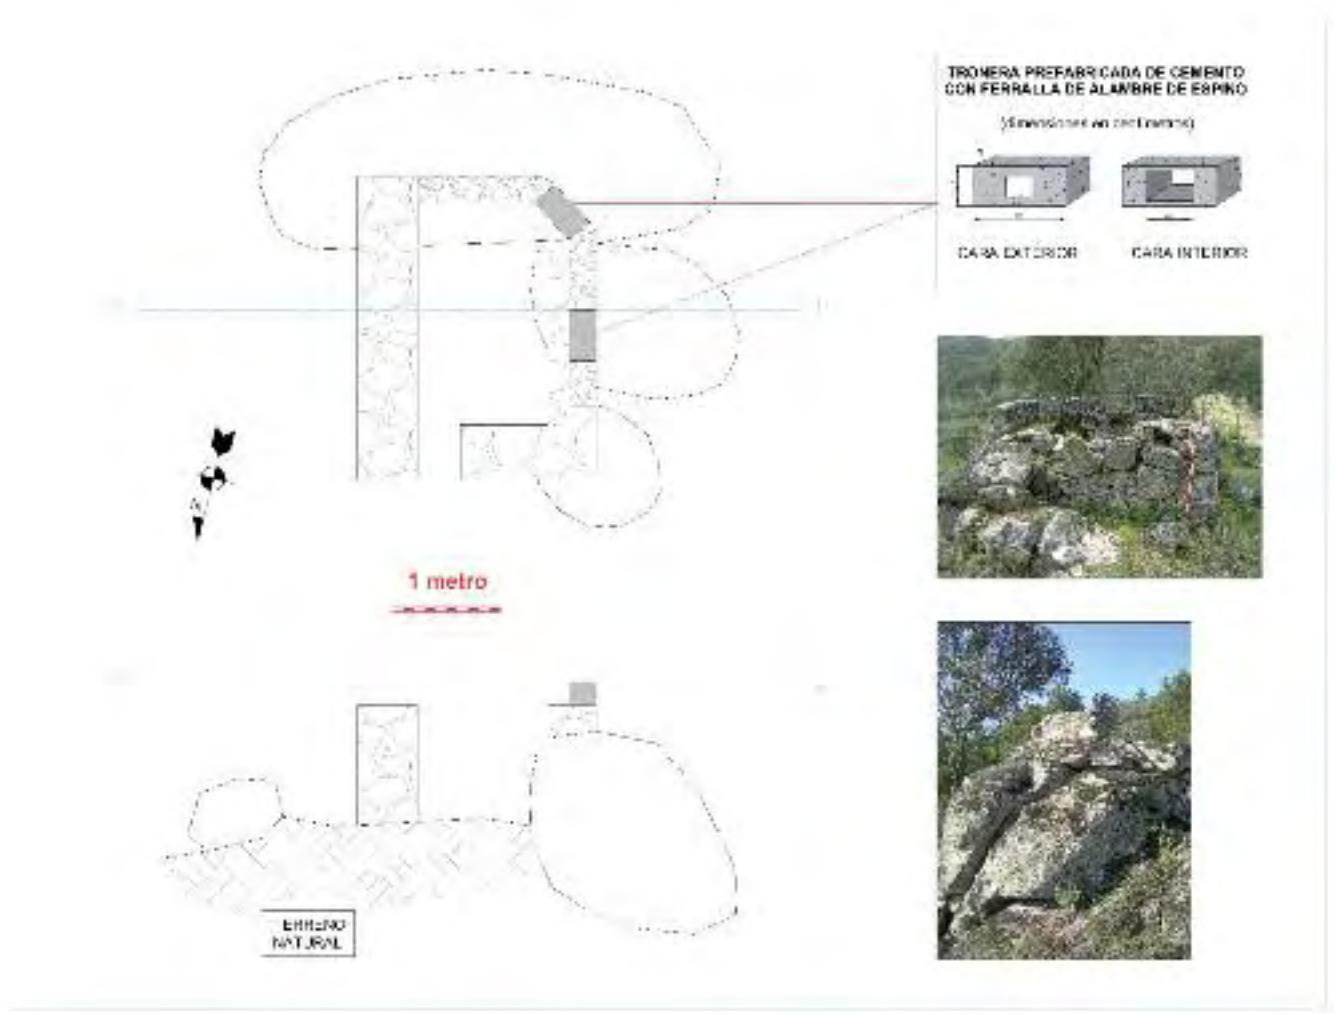 TRONERA PREFABRICADA DE CEMENTO
CON FERRALLA DE ALAMBRE DE ESPINO
(dimensiones en centímetros)
CARA EXTERIOR
CARA INTERIOR
1 metro
ERRENO
NATURAL